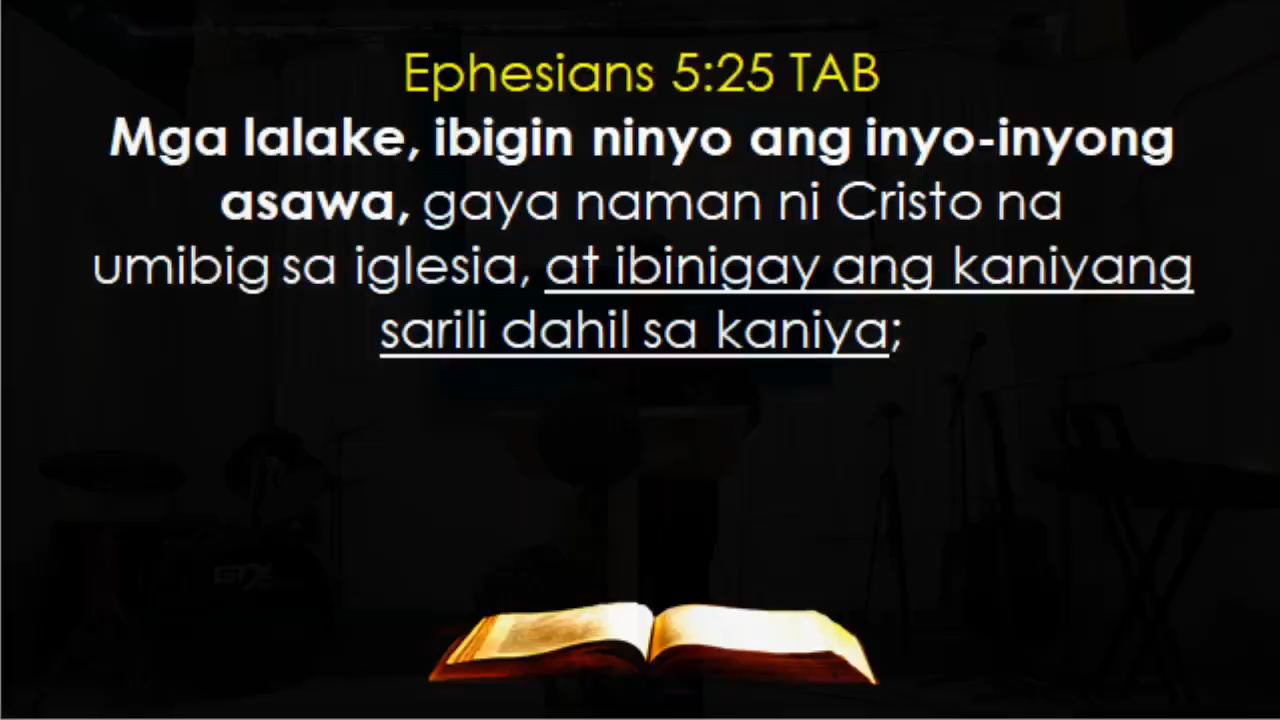 Ephesians 5:25 TAB
Mga lalake, ibigin ninyo ang inyo-inyong
asawa, gaya naman ni Cristo na
umibig sa iglesia, at ibinigay ang kaniyang
sarili dahil sa kaniya;
GTX